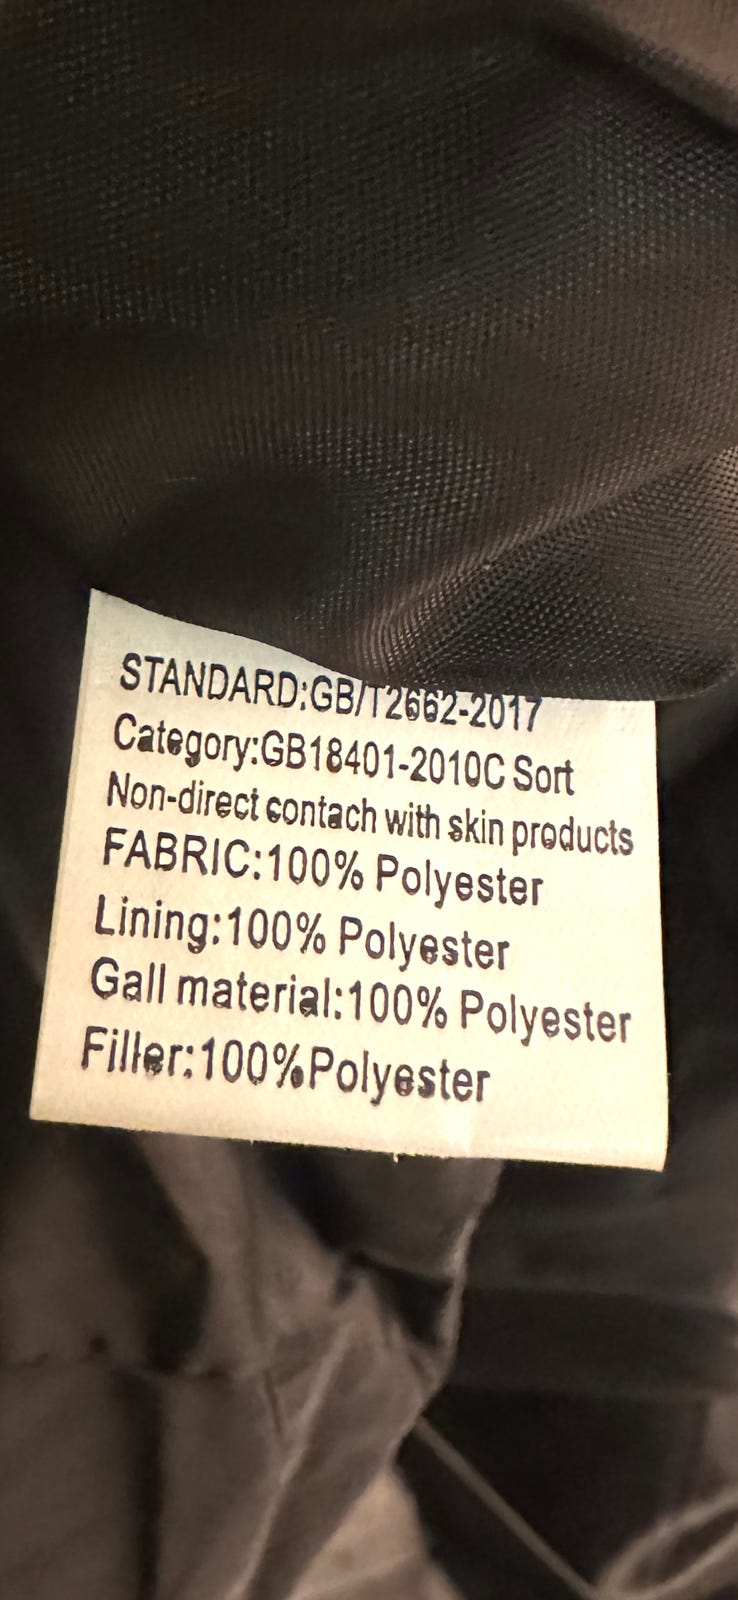 STANDARD:GB/T2662-2017
Category:GB18401-2010C Sort
Non-direct contach with skin products
FABRIC:100% Polyester
Lining:100% Polyester
Gall material:100% Polyester
Filler:100%Polyester